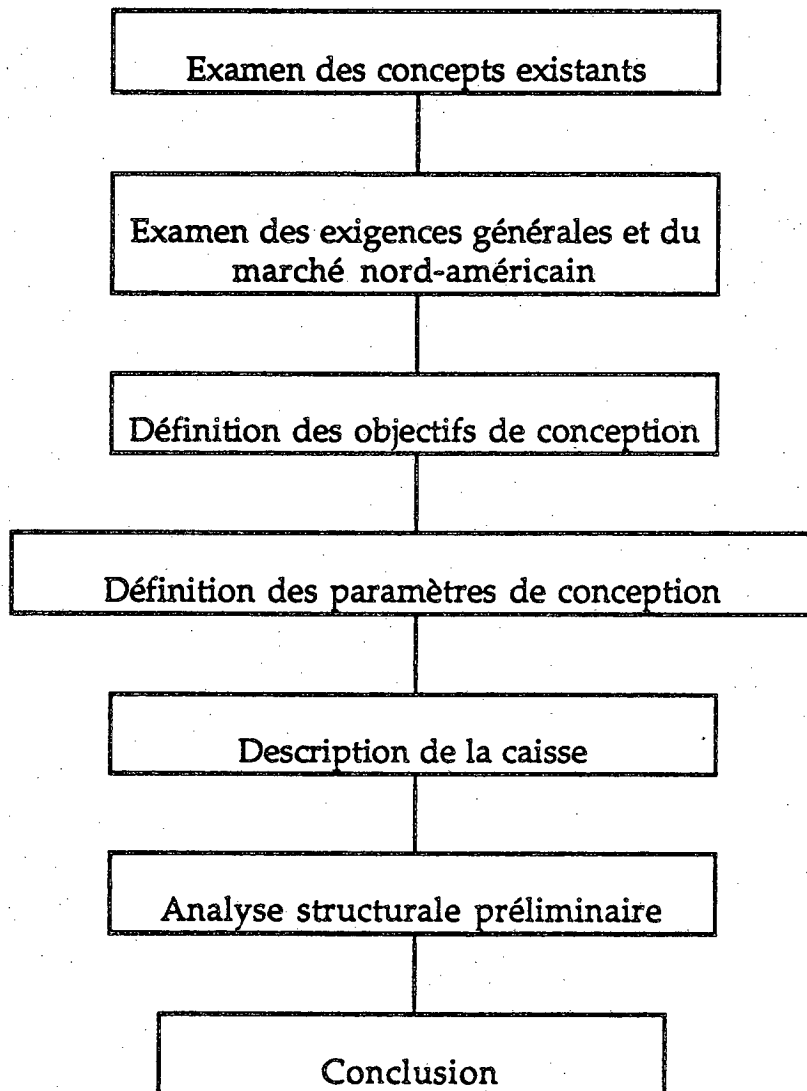 Examen des concepts existants
Examen des exigences générales et du
marché nord-américain
Définition des objectifs de conception
Définition des paramètres de conception
Description de la caisse
Analyse structurale préliminaire
Conclusion